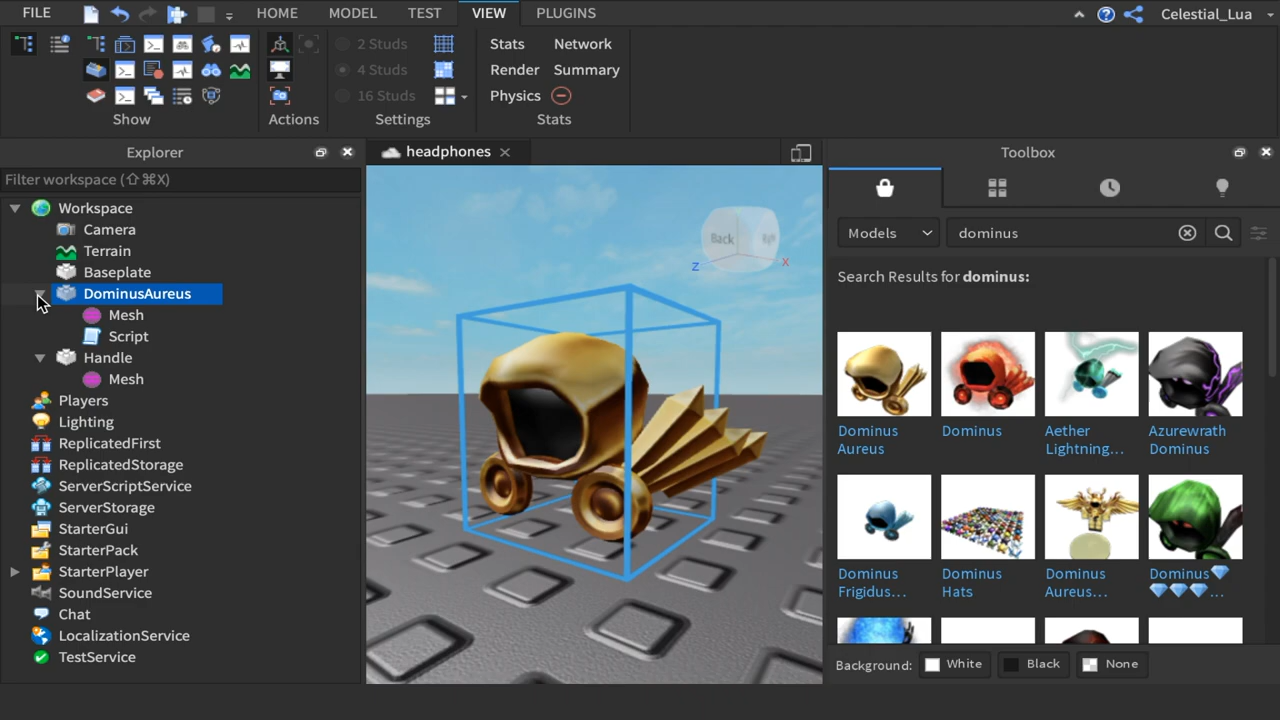 FILE
HOME
MODEL
TEST
VIEW
PLUGINS
Celestial_Lua
2 Studs
4 Studs
16 Studs
Stats
Network
Render
Summary
Physics
Show
Actions
Settings
Stats
Explorer
headphones
Toolbox
Filter workspace (⇧⌘X)
Workspace
Camera
Terrain
Baseplate
DominusAureus
Mesh
Script
Handle
Mesh
Players
Lighting
ReplicatedFirst
ReplicatedStorage
ServerScriptService
ServerStorage
StarterGui
StarterPack
StarterPlayer
SoundService
Chat
LocalizationService
TestService
Back
Z
X
Models
dominus
Search Results for dominus:
Dominus
Aureus
Dominus
Aether
Lightning...
Azurewrath
Dominus
Dominus
Frigidus...
Dominus
Hats
Dominus
Aureus...
Dominus💎
💎💎💎...
Background:
White
Black
None